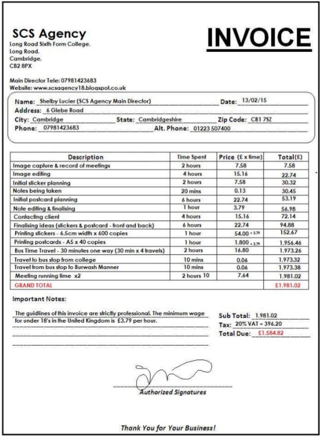 SCS Agency
INVOICE
Long Road Sixth Form College,
Long Road,
Cambridge,
CB2 8PX
Main Director Tele: 07981423683
Website: www.scsagency18.blogspot.co.uk
Name: Shelby Lucier (SCS Agency Main Director) Date: 13/02/15
Address: 6 Glebe Road
City: Cambridge State: Cambridgeshire Zip Code: CB1 7SZ
Phone: 07981423683 Alt. Phone: 01223 507400
Description Time Spent Price (£ x time) Total(£)
Image capture & record of meetings 2 hours 7.58 7.58
Image editing 4 hours 15.16 22.74
Initial sticker planning 2 hours 7.58 30.32
Notes being taken 20 mins 0.13 30.45
Initial postcard planning 6 hours 22.74 53.19
Note editing & finalising 1 hour 3.79 56.98
Contacting client 4 hours 15.16 72.14
Finalising ideas (stickers & postcard - front and back) 6 hours 22.74 94.88
Printing stickers - 6.5cm width x 600 copies 1 hour 54.00 + 3.79 152.67
Printing postcards - A5 x 40 copies 1 hour 1,800 + 3.79 1,956.46
Bus Time Travel - 30 minutes one way (30 min x 4 travels) 2 hours 16.80 1,973.26
Travel to bus stop from college 10 mins 0.06 1,973.32
Travel from bus stop to Burwash Manner 10 mins 0.06 1,973.38
Meeting running time x2 2 hours 10 7.64 1,981.02
GRAND TOTAL £1,981.02
Important Notes:
The guidlines of this invoice are strictly professional. The minimum wage
for under 18's in the United Kingdom is £3.79 per hour.
Sub Total: 1,981.02
Tax: 20% VAT = 396.20
Total Due: £1,584.82
Authorized Signatures
Thank You for Your Business!